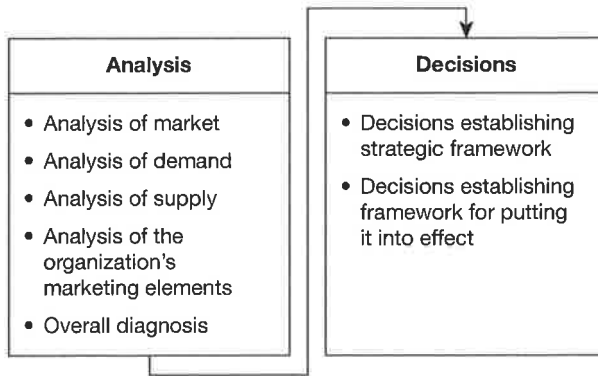 Analysis
• Analysis of market
• Analysis of demand
• Analysis of supply
• Analysis of the
organization's
marketing elements
• Overall diagnosis
Decisions
• Decisions establishing
strategic framework
• Decisions establishing
framework for putting
it into effect